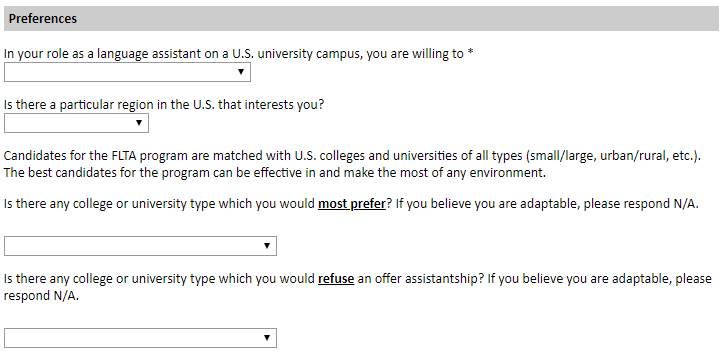 Preferences
In your role as a language assistant on a U.S. university campus, you are willing to *
Is there a particular region in the U.S. that interests you?
Candidates for the FLTA program are matched with U.S. colleges and universities of all types (small/large, urban/rural, etc.).
The best candidates for the program can be effective in and make the most of any environment.
Is there any college or university type which you would most prefer? If you believe you are adaptable, please respond N/A.
Is there any college or university type which you would refuse an offer assistantship? If you believe you are adaptable, please
respond N/A.